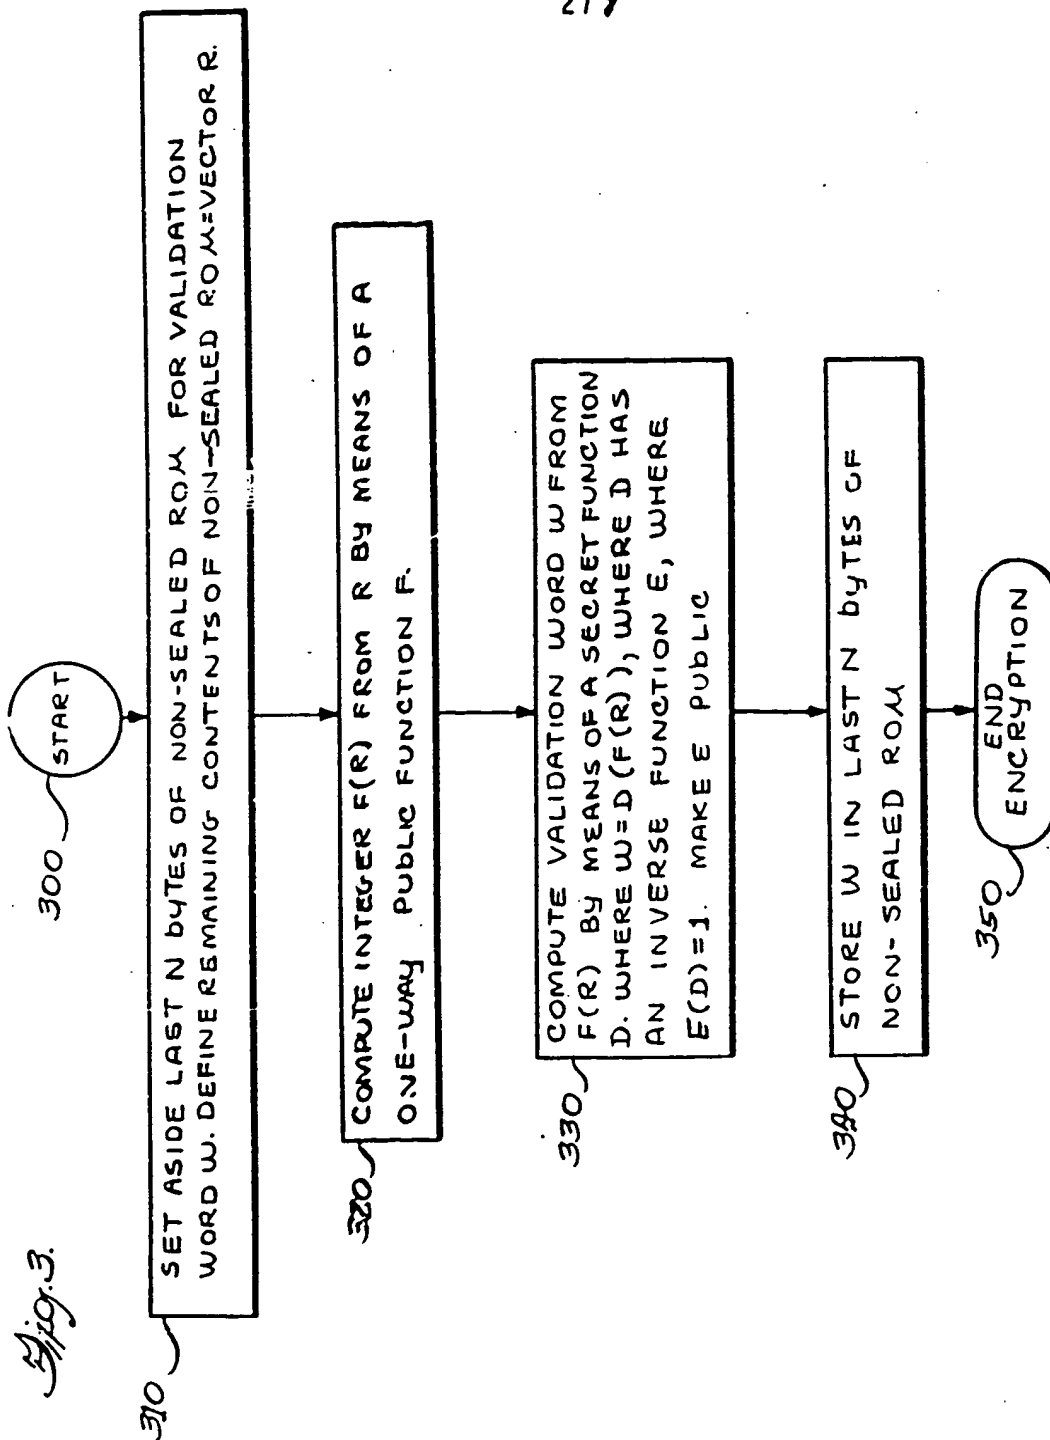 2/8
Fig. 3.
300
START
310
SET ASIDE LAST N bYTES OF NON-SEALED ROM FOR VALIDATION
WORD W. DEFINE REMAINING CONTENTS OF NON-SEALED ROM=VECTOR R.
320
COMPUTE INTEGER F(R) FROM R BY MEANS OF A
ONE-WAY PUBLIC FUNCTION F.
330
COMPUTE VALIDATION WORD W FROM
F(R) BY MEANS OF A SECRET FUNCTION
D. WHERE W=D(F(R)), WHERE D HAS
AN INVERSE FUNCTION E, WHERE
E(D)=1. MAKE E PUbLIC
340
STORE W IN LAST N bYTES OF
NON-SEALED ROM
350
END
ENCRYPTION